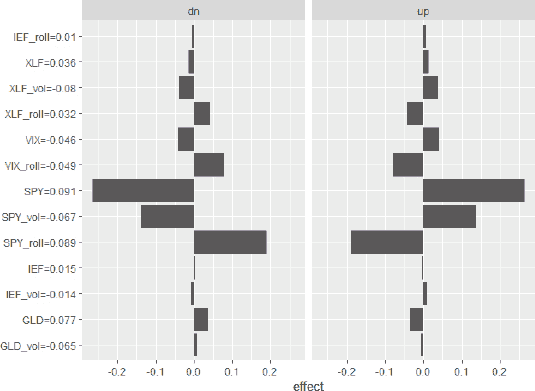 dn up
IEF_roll=0.01
XLF=0.036
XLF_vol=-0.08
XLF_roll=0.032
VIX=-0.046
VIX_roll=-0.049
SPY=0.091
SPY_vol=-0.067
SPY_roll=0.089
IEF=0.015
IEF_vol=-0.014
GLD=0.077
GLD_vol=-0.065
-0.2 -0.1 0.0 0.1 0.2 -0.2 -0.1 0.0 0.1 0.2
effect